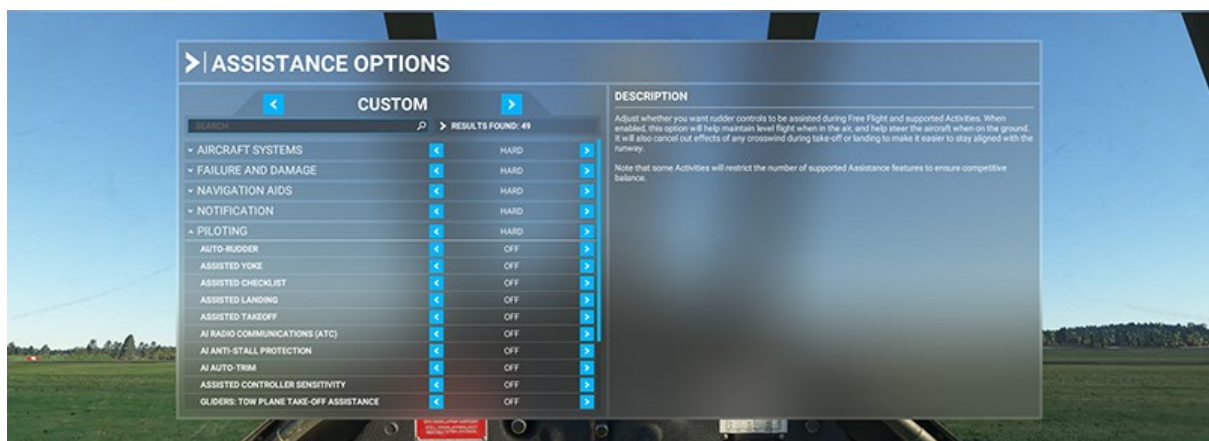 ASSISTANCE OPTIONS
CUSTOM
SEARCH
RESULTS FOUND: 49
AIRCRAFT SYSTEMS HARD
FAILURE AND DAMAGE HARD
NAVIGATION AIDS HARD
NOTIFICATION HARD
PILOTING HARD
AUTO-RUDDER OFF
ASSISTED YOKE OFF
ASSISTED CHECKLIST OFF
ASSISTED LANDING OFF
ASSISTED TAKEOFF OFF
AI RADIO COMMUNICATIONS (ATC) OFF
AI ANTI-STALL PROTECTION OFF
AI AUTO-TRIM OFF
ASSISTED CONTROLLER SENSITIVITY OFF
GLIDERS: TOW PLANE TAKE-OFF ASSISTANCE OFF
DESCRIPTION
Adjust whether you want rudder controls to be assisted during Free Flight and supported Activities. When
enabled, this option will help maintain level flight when in the air, and help steer the aircraft when on the ground.
It will also cancel out effects of any crosswind during take-off or landing to make it easier to stay aligned with the
runway.
Note that some Activities will restrict the number of supported Assistance features to ensure competitive
balance.